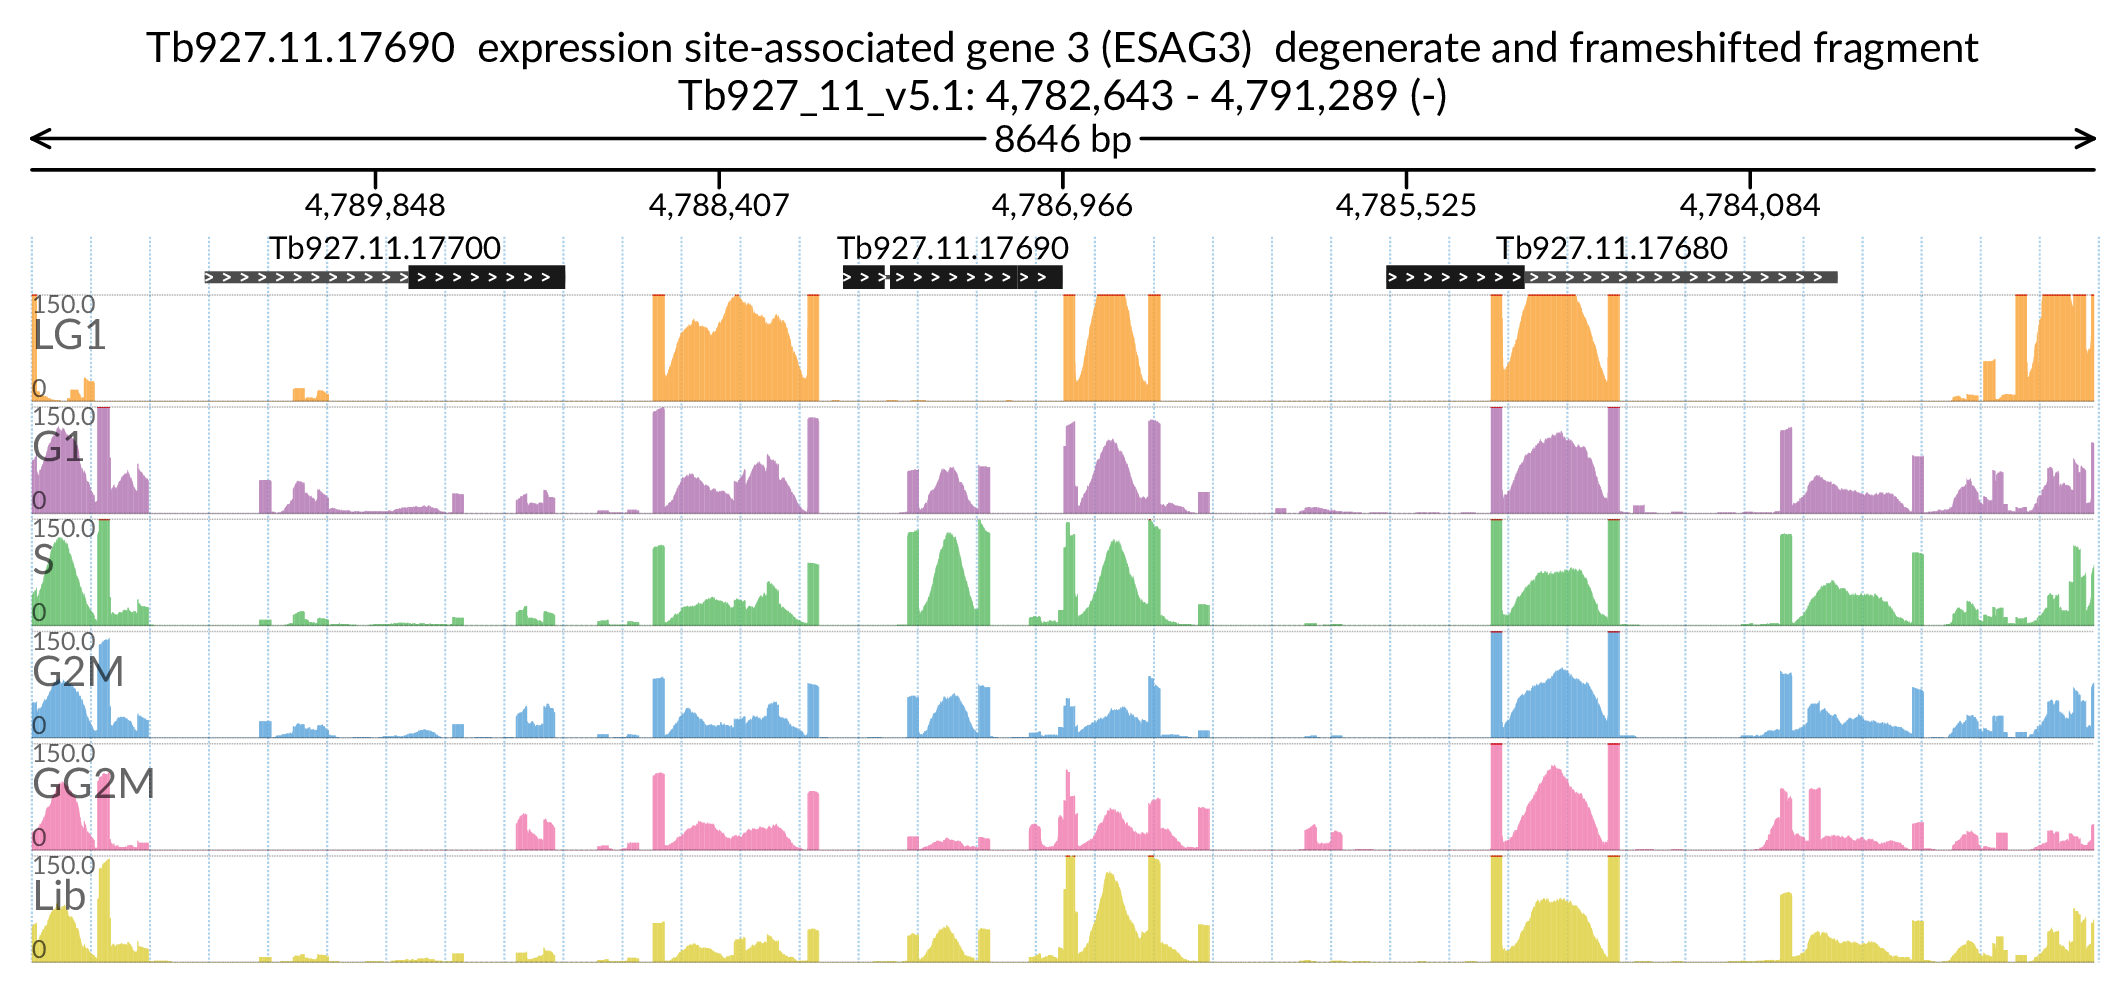 Tb927.11.17690 expression site-associated gene 3 (ESAG3) degenerate and frameshifted fragment
Tb927_11_v5.1: 4,782,643 - 4,791,289 (-)
8646 bp
4,789,848 4,788,407 4,786,966 4,785,525 4,784,084
Tb927.11.17700 Tb927.11.17690 Tb927.11.17680
150.0
LG1
0
150.0
G1
0
150.0
S
0
150.0
G2M
0
150.0
GG2M
0
150.0
Lib
0